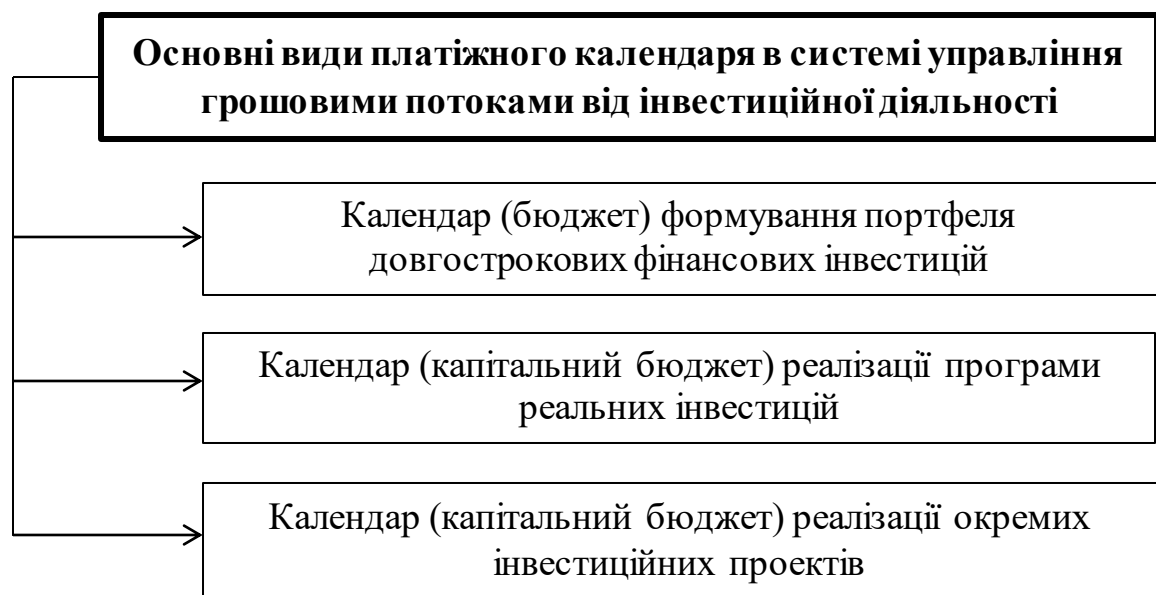 Основні види платіжного календаря в системі управління
грошовими потоками від інвестиційної діяльності
Календар (бюджет) формування портфеля
довгострокових фінансових інвестицій
Календар (капітальний бюджет) реалізації програми
реальних інвестицій
Календар (капітальний бюджет) реалізації окремих
інвестиційних проектів